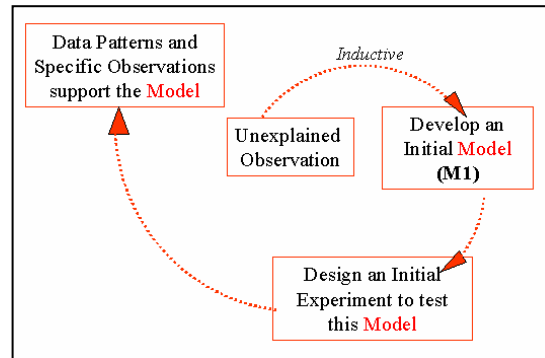 Data Patterns and
Specific Observations
support the Model
Inductive
Unexplained
Observation
Develop an
Initial Model
(M1)
Design an Initial
Experiment to test
this Model